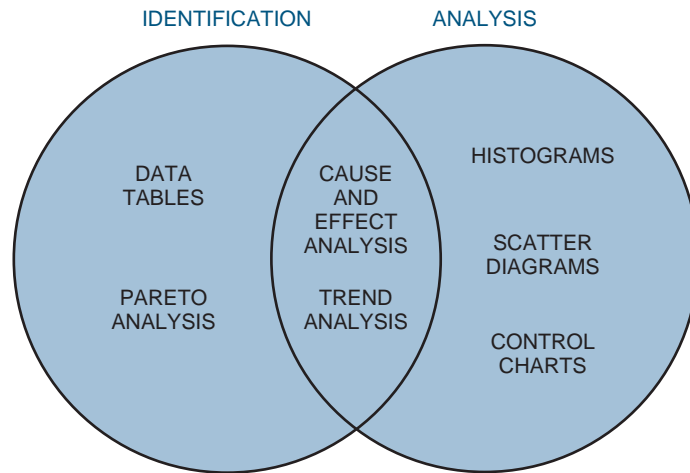 IDENTIFICATION
ANALYSIS
DATA
TABLES
PARETO
ANALYSIS
CAUSE
AND
EFFECT
ANALYSIS
TREND
ANALYSIS
HISTOGRAMS
SCATTER
DIAGRAMS
CONTROL
CHARTS